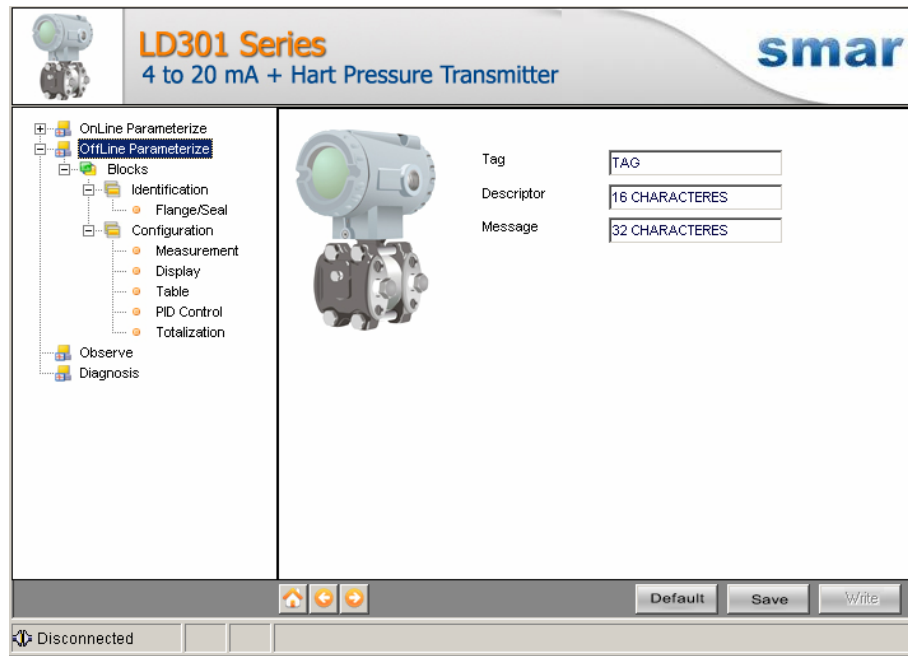 LD301 Series
4 to 20 mA + Hart Pressure Transmitter
smar
OnLine Parameterize
OffLine Parameterize
Blocks
Identification
Flange/Seal
Configuration
Measurement
Display
Table
PID Control
Totalization
Observe
Diagnosis
Tag TAG
Descriptor 16 CHARACTERES
Message 32 CHARACTERES
Default Save Write
Disconnected